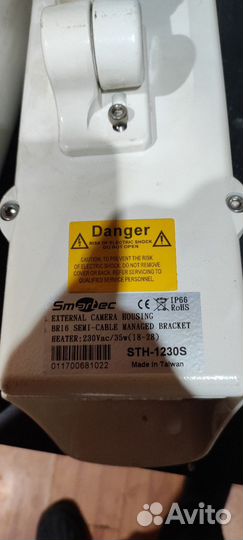 Danger
RISK OF ELECTRIC SHOCK
DO NOT OPEN
CAUTION: TO PREVENT THE RISK
OF ELECTRIC SHOCK, DO NOT REMOVE
COVER OR BACK, REFER SERVICING TO
QUALIFIED SERVICE PERSONNEL.
Smartec CE IP66
RoHS
EXTERNAL CAMERA HOUSING
BR16 SEMI-CABLE MANAGED BRACKET
HEATER:230Vac/35w(18-28)
STH-1230S
011700681022 Made in Taiwan
Avito